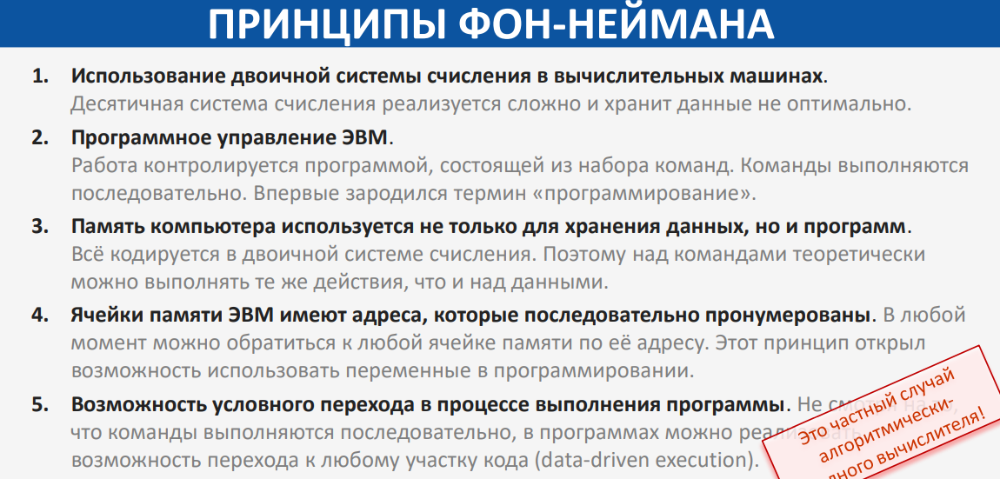 ПРИНЦИПЫ ФОН-НЕЙМАНА
1. Использование двоичной системы счисления в вычислительных машинах.
Десятичная система счисления реализуется сложно и хранит данные не оптимально.
2. Программное управление ЭВМ.
Работа контролируется программой, состоящей из набора команд. Команды выполняются
последовательно. Впервые зародился термин «программирование».
3. Память компьютера используется не только для хранения данных, но и программ.
Всё кодируется в двоичной системе счисления. Поэтому над командами теоретически
можно выполнять те же действия, что и над данными.
4. Ячейки памяти ЭВМ имеют адреса, которые последовательно пронумерованы. В любой
момент можно обратиться к любой ячейке памяти по её адресу. Этот принцип открыл
возможность использовать переменные в программировании.
5. Возможность условного перехода в процессе выполнения программы. Не смотря на то,
что команды выполняются последовательно, в программах можно реализовать
возможность перехода к любому участку кода (data-driven execution).
Это частный случай
алгоритмически-
дного вычислителя!